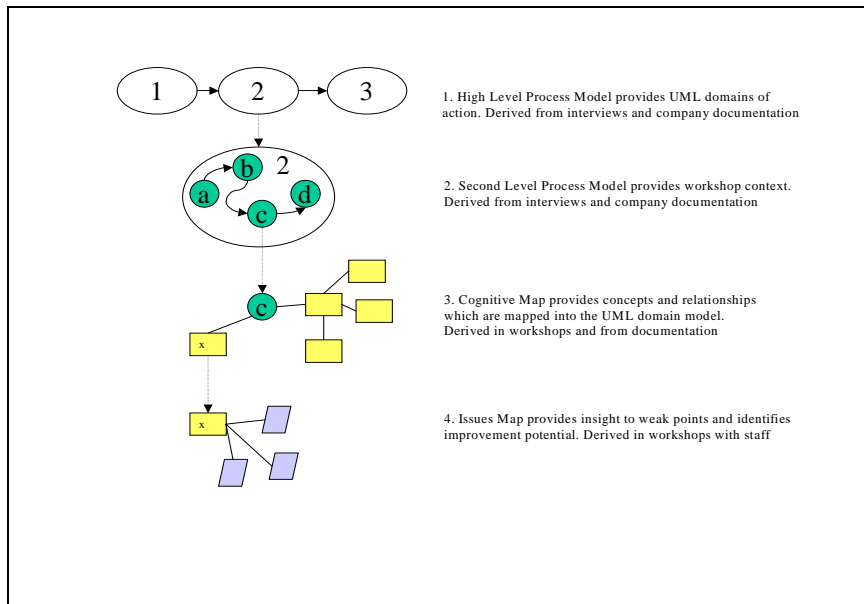 1 2 3
1. High Level Process Model provides UML domains of
action. Derived from interviews and company documentation
2
b
a d
c
2. Second Level Process Model provides workshop context.
Derived from interviews and company documentation
c
x
3. Cognitive Map provides concepts and relationships
which are mapped into the UML domain model.
Derived in workshops and from documentation
x
4. Issues Map provides insight to weak points and identifies
improvement potential. Derived in workshops with staff